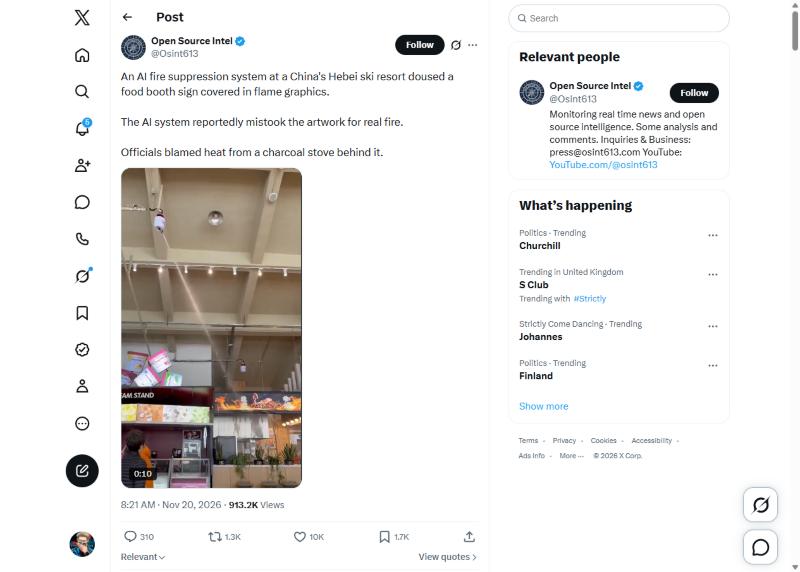 Post
Open Source Intel
@Osint613
Follow
An AI fire suppression system at a China's Hebei ski resort doused a
food booth sign covered in flame graphics.
The AI system reportedly mistook the artwork for real fire.
Officials blamed heat from a charcoal stove behind it.
AM STAND
0:10
8:21 AM · Nov 20, 2026 · 913.2K Views
310
1.3K
10K
1.7K
Relevant
View quotes
5
Search
Relevant people
Open Source Intel
@Osint613
Follow
Monitoring real time news and open
source intelligence. Some analysis and
comments. Inquiries & Business:
press@osint613.com YouTube:
YouTube.com/@osint613
What's happening
Politics · Trending
Churchill
Trending in United Kingdom
S Club
Trending with #Strictly
Strictly Come Dancing · Trending
Johannes
Politics · Trending
Finland
Show more
Terms · Privacy · Cookies · Accessibility ·
Ads Info · More ··· © 2026 X Corp.